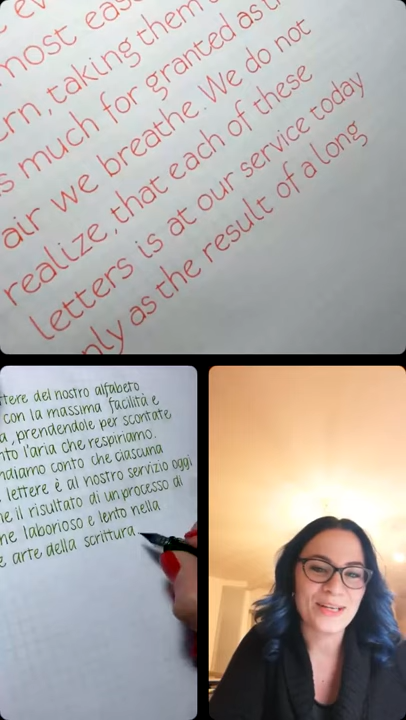 most eas
ern, taking them
s much for granted as
air we breathe. We do not
realize, that each of these
letters is at our service today
nly as the result of a long
ttere del nostro alfabeto
con la massima facilità e
a, prendendole per scontate
nto l'aria che respiriamo.
ndiamo conto che ciascuna
lettere è al nostro servizio oggi
me il risultato di un processo di
ne laborioso e lento nella
e arte della scrittura